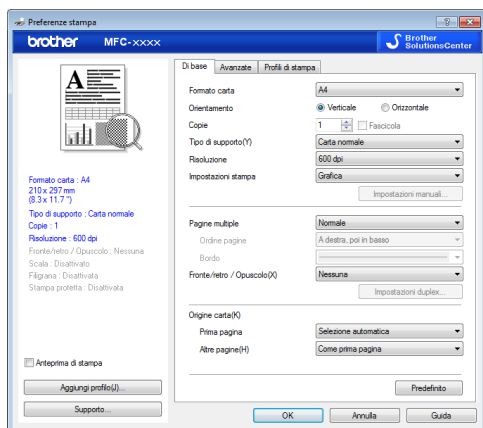 Preferenze stampa
brother MFC-xxxx
Brother
SolutionsCenter
Di base Avanzate Profili di stampa
A
Formato carta : A4
210 x 297 mm
(8.3 x 11.7 ")
Tipo di supporto : Carta normale
Copie : 1
Risoluzione : 600 dpi
Fronte/retro / Opuscolo : Nessuna
Scala : Disattivato
Filigrana : Disattivata
Stampa protetta : Disattivata
Anteprima di stampa
Aggiungi profilo(J)...
Supporto...
Formato carta A4
Orientamento Verticale Orizzontale
Copie 1 Fascicola
Tipo di supporto(Y) Carta normale
Risoluzione 600 dpi
Impostazioni stampa Grafica
Impostazioni manuali...
Pagine multiple Normale
Ordine pagine A destra, poi in basso
Bordo
Fronte/retro / Opuscolo(X) Nessuna
Impostazioni duplex...
Origine carta(K)
Prima pagina Selezione automatica
Altre pagine(H) Come prima pagina
Predefinito
OK Annulla Guida